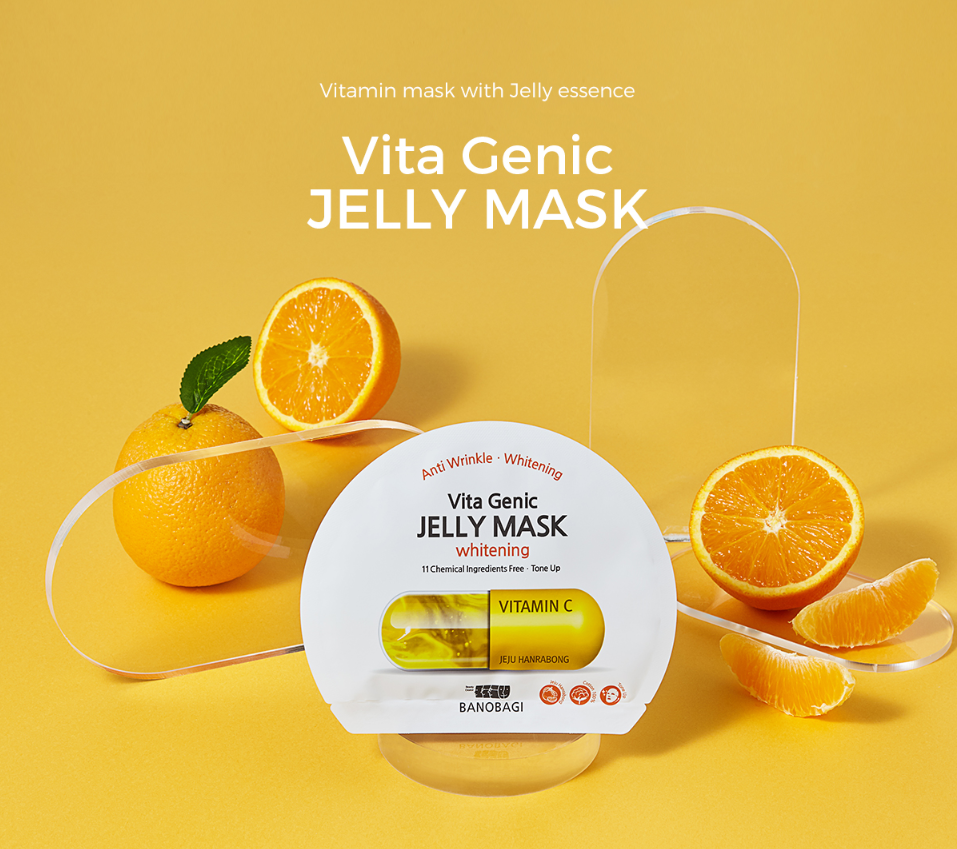 Vitamin mask with Jelly essence
Vita Genic
JELLY MASK
Anti Wrinkle · Whitening
Vita Genic
JELLY MASK
whitening
11 Chemical Ingredients Free · Tone Up
VITAMIN C
JEJU HANRABONG
BANOBAGI